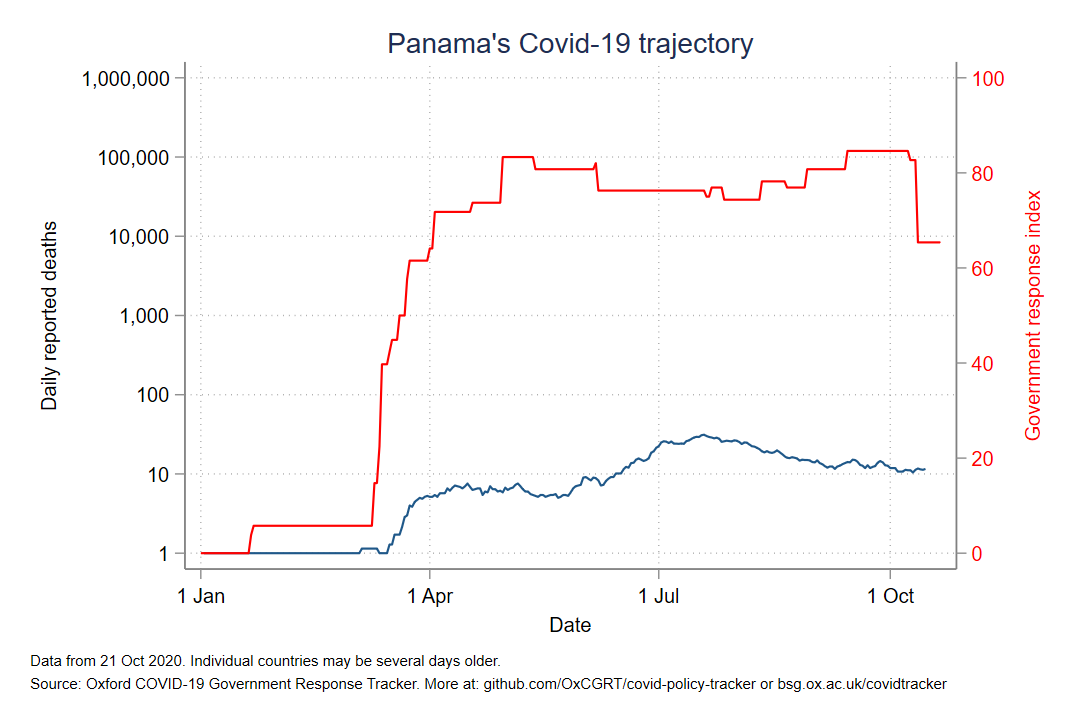 Panama's Covid-19 trajectory
1,000,000
100,000
10,000
1,000
100
10
1
Daily reported deaths
100
80
60
40
20
0
Government response index
1 Jan
1 Apr
1 Jul
1 Oct
Date
Data from 21 Oct 2020. Individual countries may be several days older.
Source: Oxford COVID-19 Government Response Tracker. More at: github.com/OxCGRT/covid-policy-tracker or bsg.ox.ac.uk/covidtracker